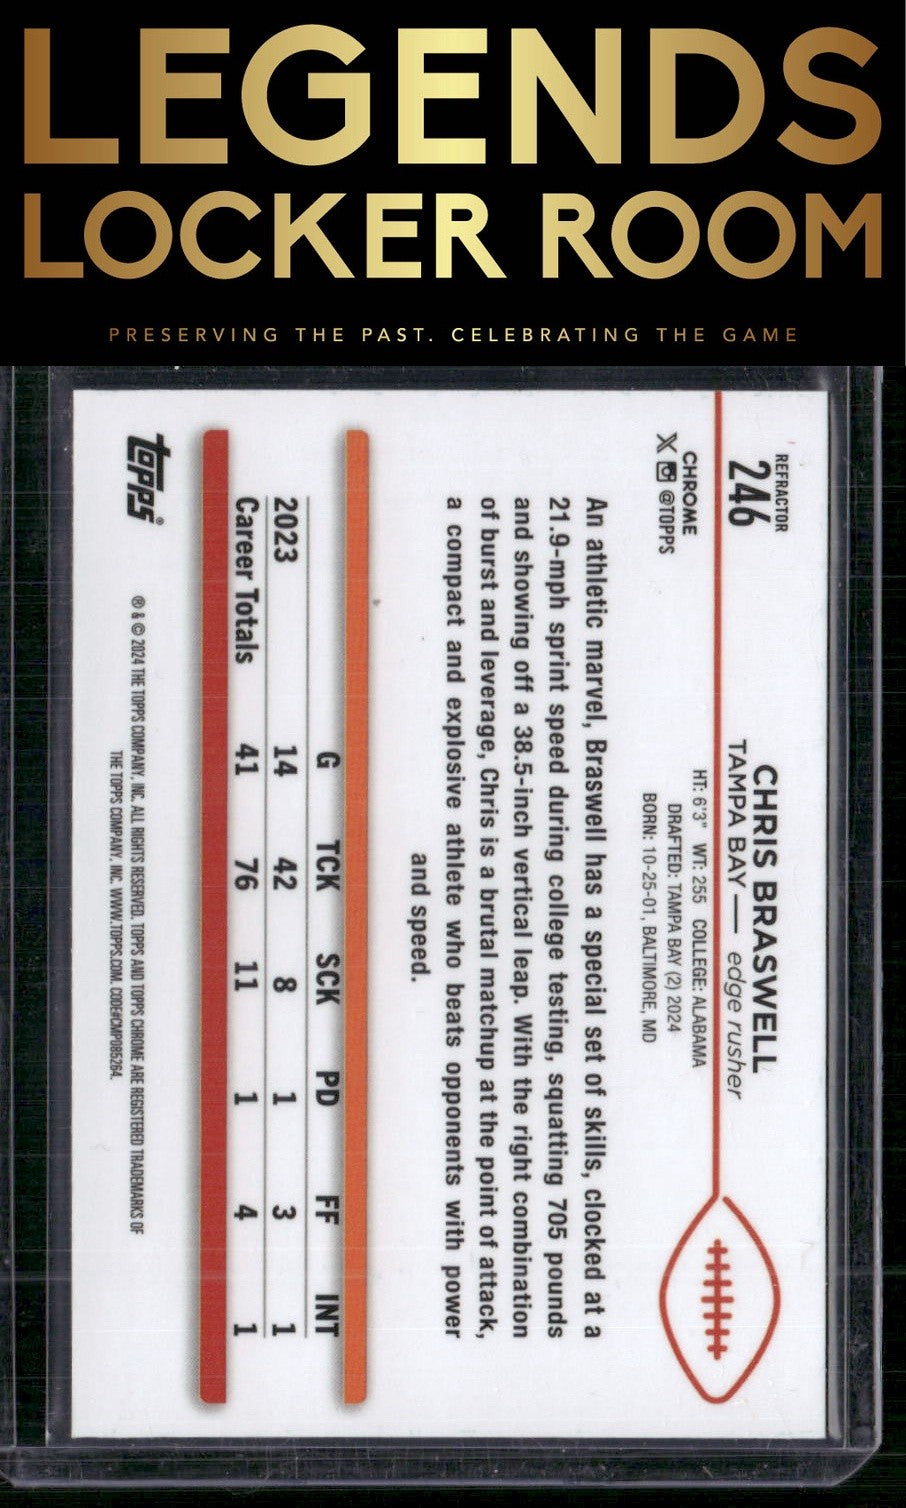 LEGENDS
LOCKER ROOM
PRESERVING THE PAST. CELEBRATING THE GAME
REFRACTOR
246
CHRIS BRASWELL
TAMPA BAY — edge rusher
CHROME
X @TOPPS
HT: 6'3" WT: 255 COLLEGE: ALABAMA
DRAFTED: TAMPA BAY (2) 2024
BORN: 10-25-01, BALTIMORE, MD
An athletic marvel, Braswell has a special set of skills, clocked at a
21.9-mph sprint speed during college testing, squatting 705 pounds
and showing off a 38.5-inch vertical leap. With the right combination
of burst and leverage, Chris is a brutal matchup at the point of attack,
a compact and explosive athlete who beats opponents with power
and speed.
G TCK SCK PD FF INT
2023 14 42 8 1 3 1
Career Totals 41 76 11 1 4 1
topps®
® & © 2024 THE TOPPS COMPANY, INC. ALL RIGHTS RESERVED. TOPPS AND TOPPS CHROME ARE REGISTERED TRADEMARKS OF
THE TOPPS COMPANY, INC. WWW.TOPPS.COM. CODE#CMP085264.